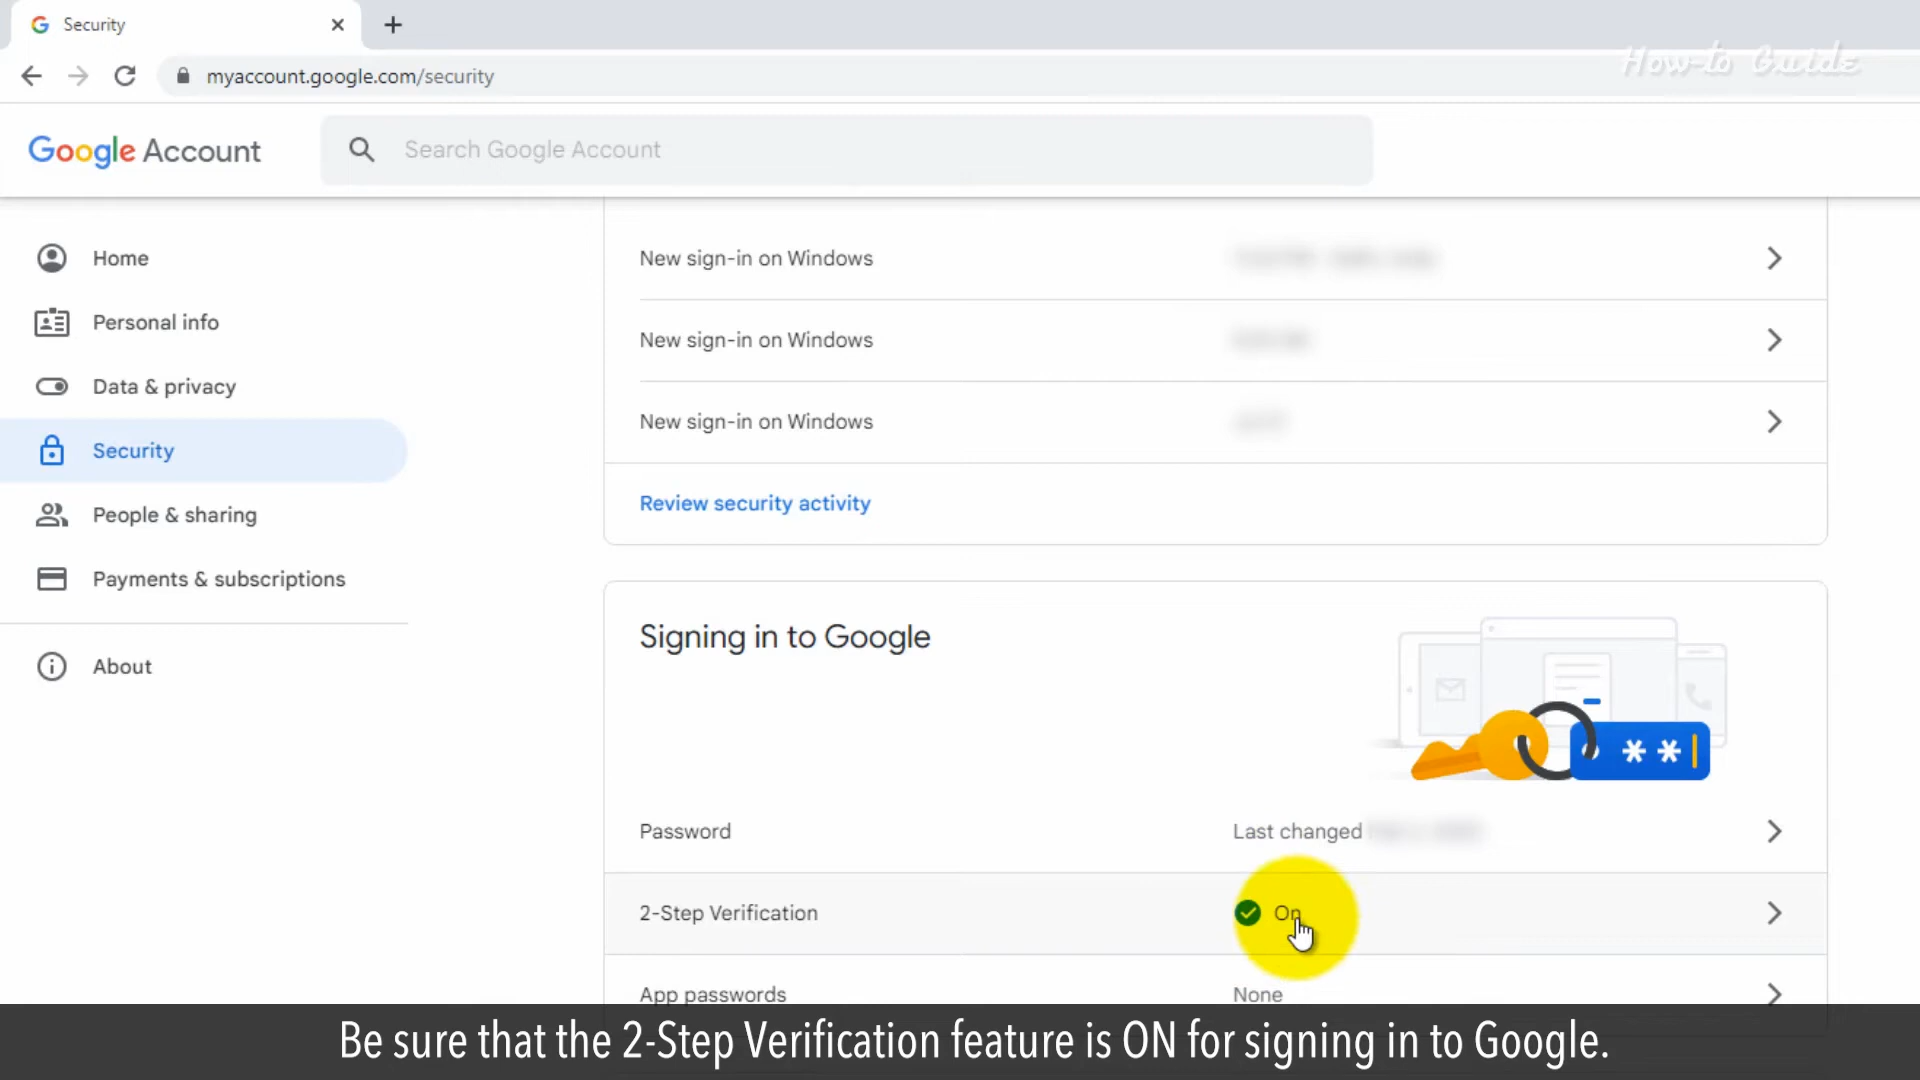 Security
myaccount.google.com/security
How-to Guide
Google Account
Search Google Account
Home
Personal info
Data & privacy
Security
People & sharing
Payments & subscriptions
About
New sign-in on Windows
New sign-in on Windows
New sign-in on Windows
Review security activity
Signing in to Google
**
Password Last changed
2-Step Verification On
App passwords None
Be sure that the 2-Step Verification feature is ON for signing in to Google.